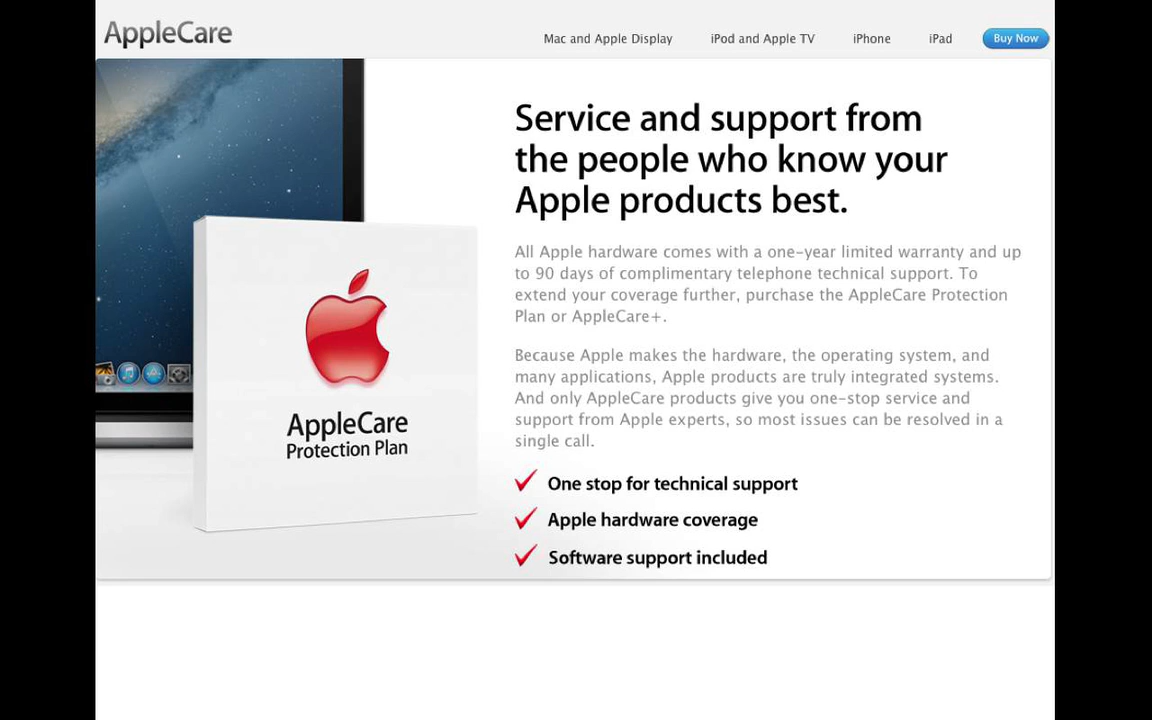 AppleCare
Mac and Apple Display
iPod and Apple TV
iPhone
iPad
Buy Now
Service and support from
the people who know your
Apple products best.
All Apple hardware comes with a one-year limited warranty and up
to 90 days of complimentary telephone technical support. To
extend your coverage further, purchase the AppleCare Protection
Plan or AppleCare+.
Because Apple makes the hardware, the operating system, and
many applications, Apple products are truly integrated systems.
And only AppleCare products give you one-stop service and
support from Apple experts, so most issues can be resolved in a
single call.
One stop for technical support
Apple hardware coverage
Software support included
AppleCare
Protection Plan